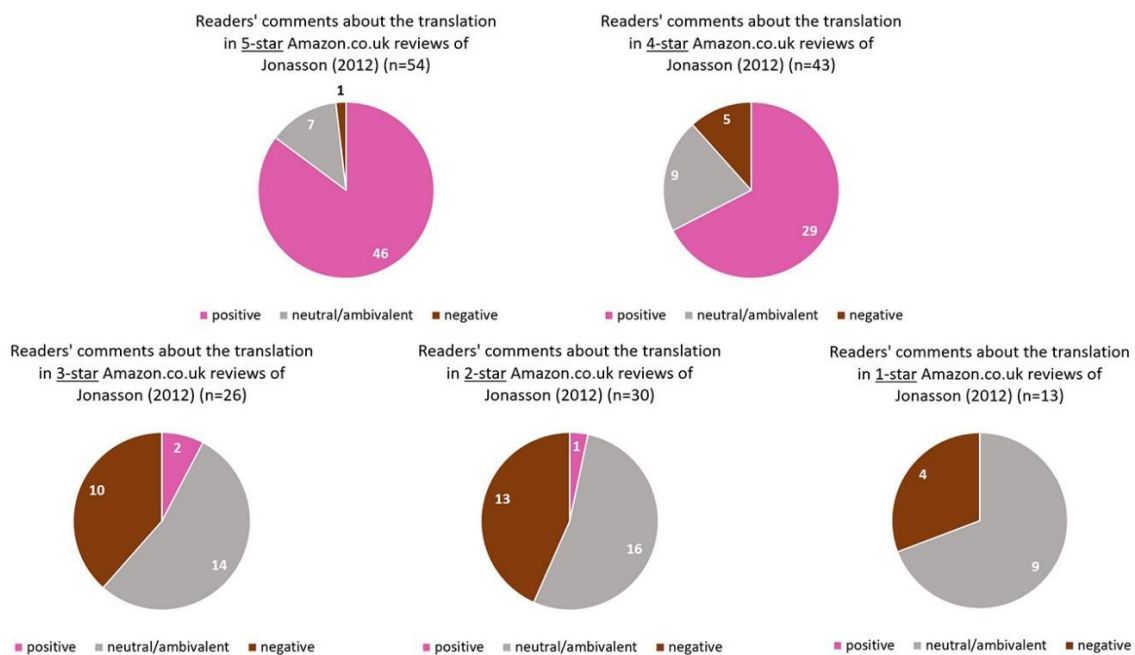 Readers' comments about the translation
in 5-star Amazon.co.uk reviews of
Jonasson (2012) (n=54)
1
7
46
positive neutral/ambivalent negative
Readers' comments about the translation
in 4-star Amazon.co.uk reviews of
Jonasson (2012) (n=43)
5
9
29
positive neutral/ambivalent negative
Readers' comments about the translation
in 3-star Amazon.co.uk reviews of
Jonasson (2012) (n=26)
2
10
14
positive neutral/ambivalent negative
Readers' comments about the translation
in 2-star Amazon.co.uk reviews of
Jonasson (2012) (n=30)
1
13
16
positive neutral/ambivalent negative
Readers' comments about the translation
in 1-star Amazon.co.uk reviews of
Jonasson (2012) (n=13)
4
9
positive neutral/ambivalent negative